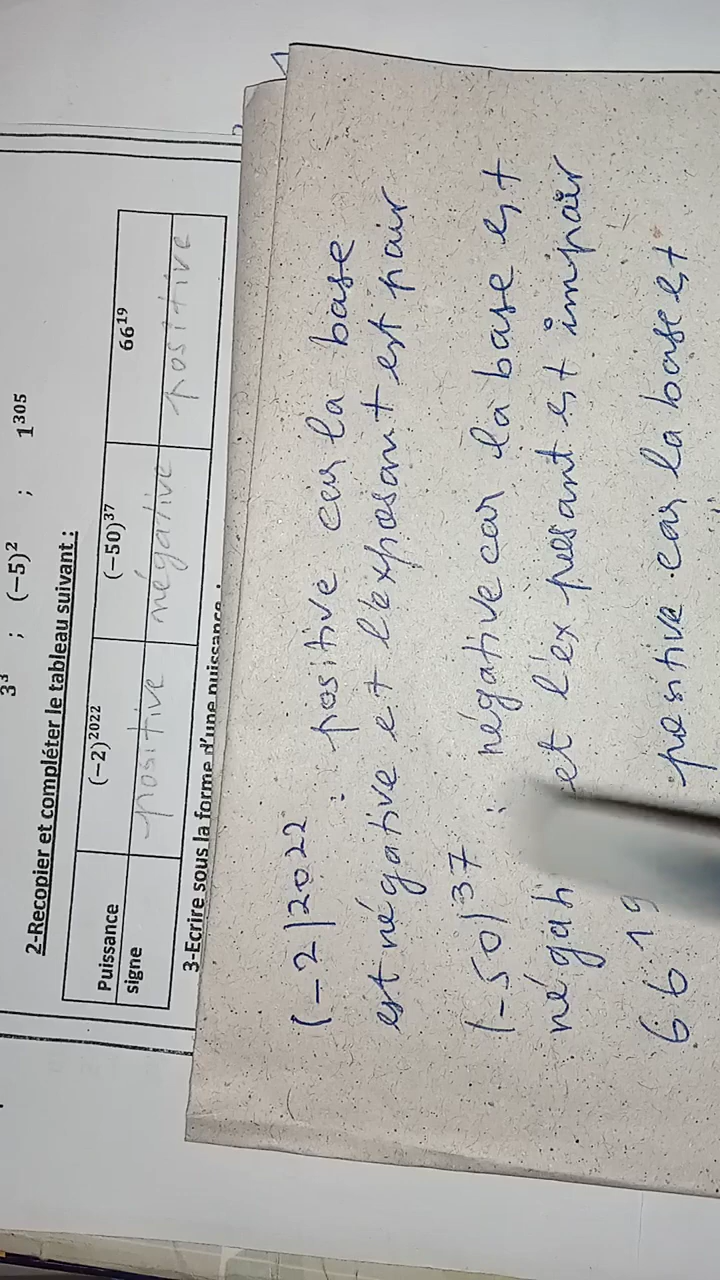 3³ ; (−5)² ; 1³⁰⁵
2-Recopier et compléter le tableau suivant :
Puissance (−2)²⁰²² (−50)³⁷ 66¹⁹
signe positive négative positive
3-Ecrire sous la forme d'une puissance :
(-2)2022 : positive car la base
est négative et l'exposant est pair
(-50)37 : négative car la base est
négati et l'exposant est impair
66 19 positive car la base est